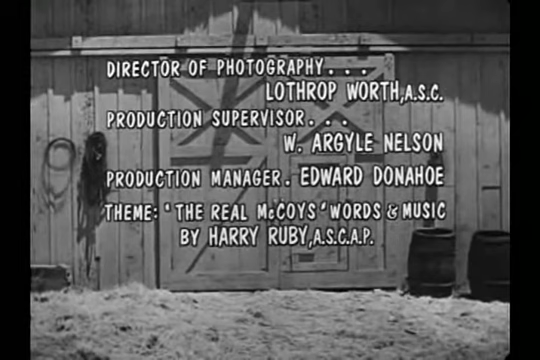 DIRECTOR OF PHOTOGRAPHY...
LOTHROP WORTH, A.S.C.
PRODUCTION SUPERVISOR...
W. ARGYLE NELSON
PRODUCTION MANAGER. EDWARD DONAHOE
THEME: "THE REAL McCOYS" WORDS & MUSIC
BY HARRY RUBY, A.S.C.A.P.